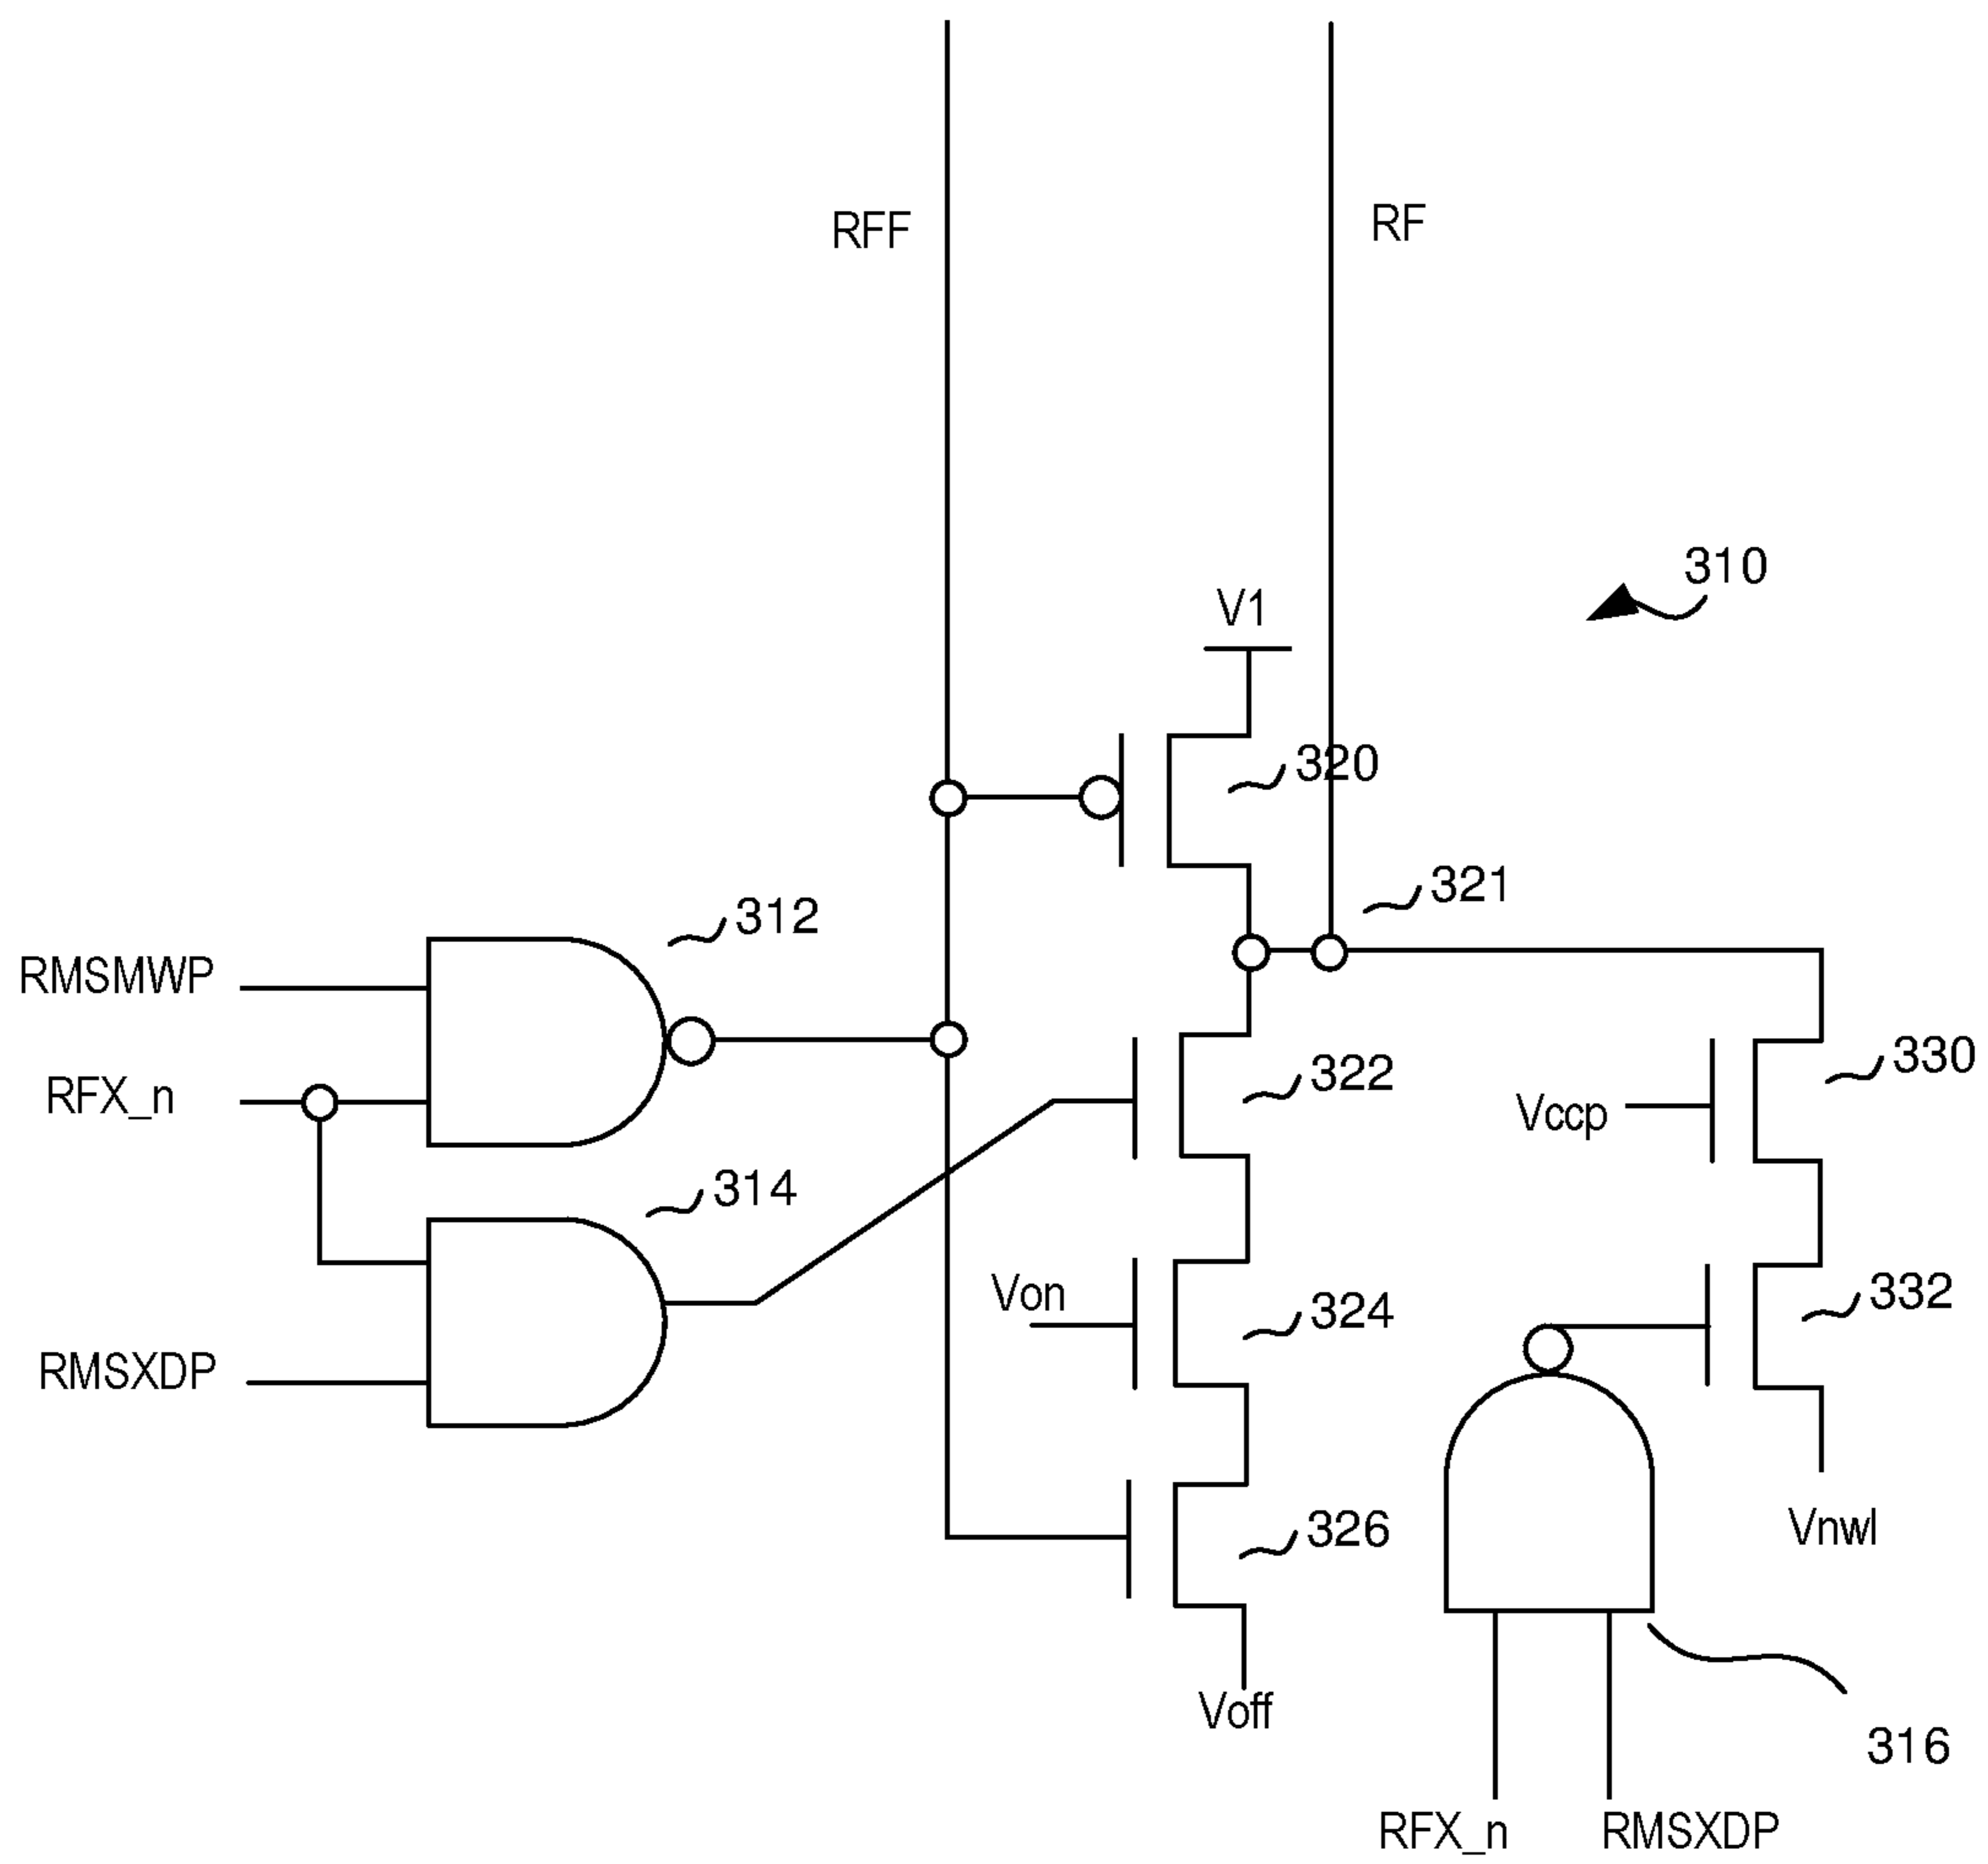 RFF
RF
310
V1
320
321
312
RMSMWP
RFX_n
322
330
Vccp
314
Von
324
332
RMSXDP
326
Vnwl
Voff
316
RFX_n
RMSXDP